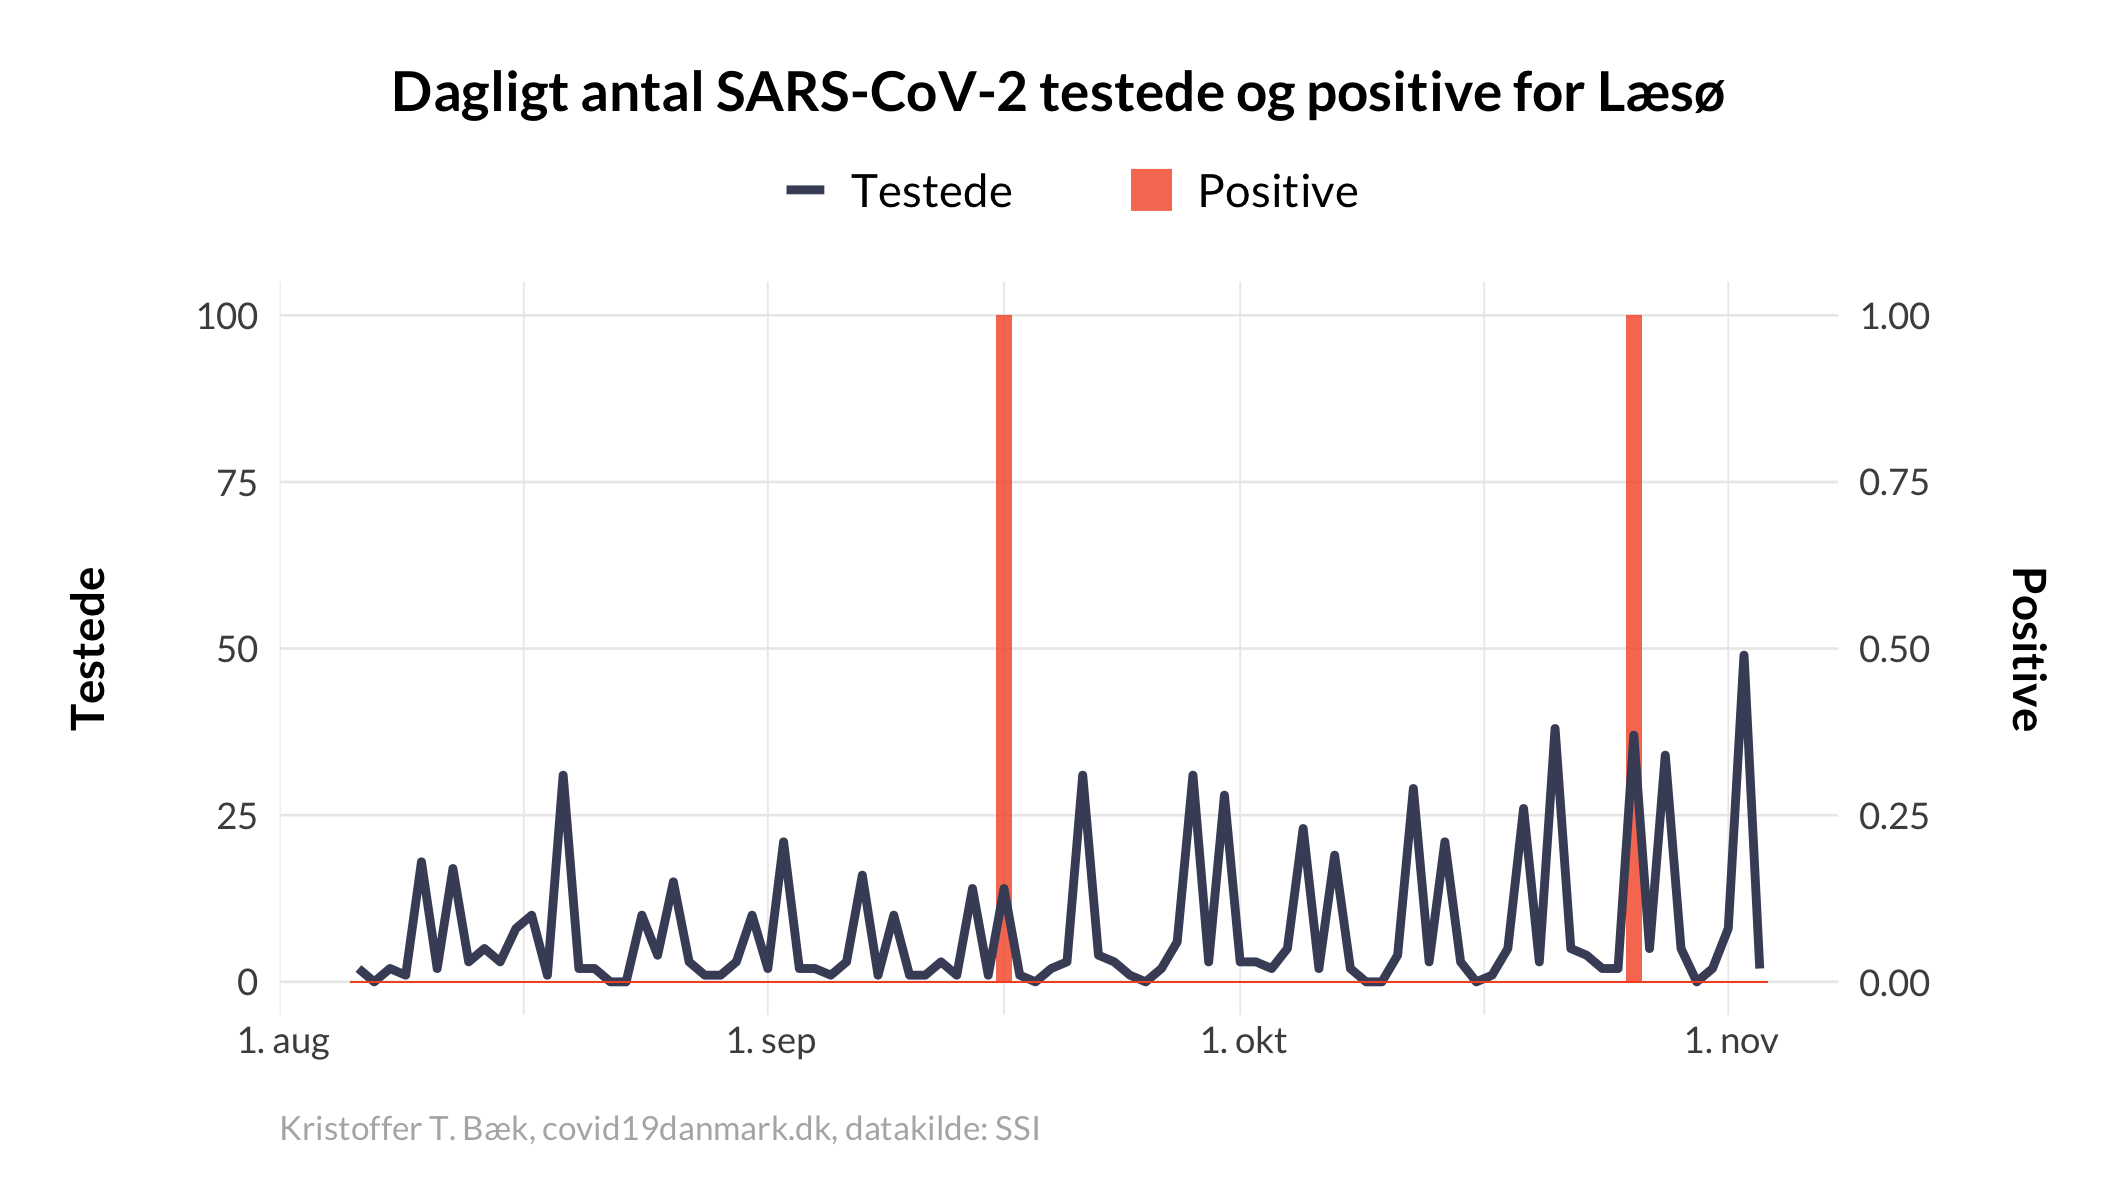 Dagligt antal SARS-CoV-2 testede og positive for Læsø
Testede Positive
100 1.00
75 0.75
Testede
Positive
50 0.50
25 0.25
0 0.00
1. aug 1. sep 1. okt 1. nov
Kristoffer T. Bæk, covid19danmark.dk, datakilde: SSI